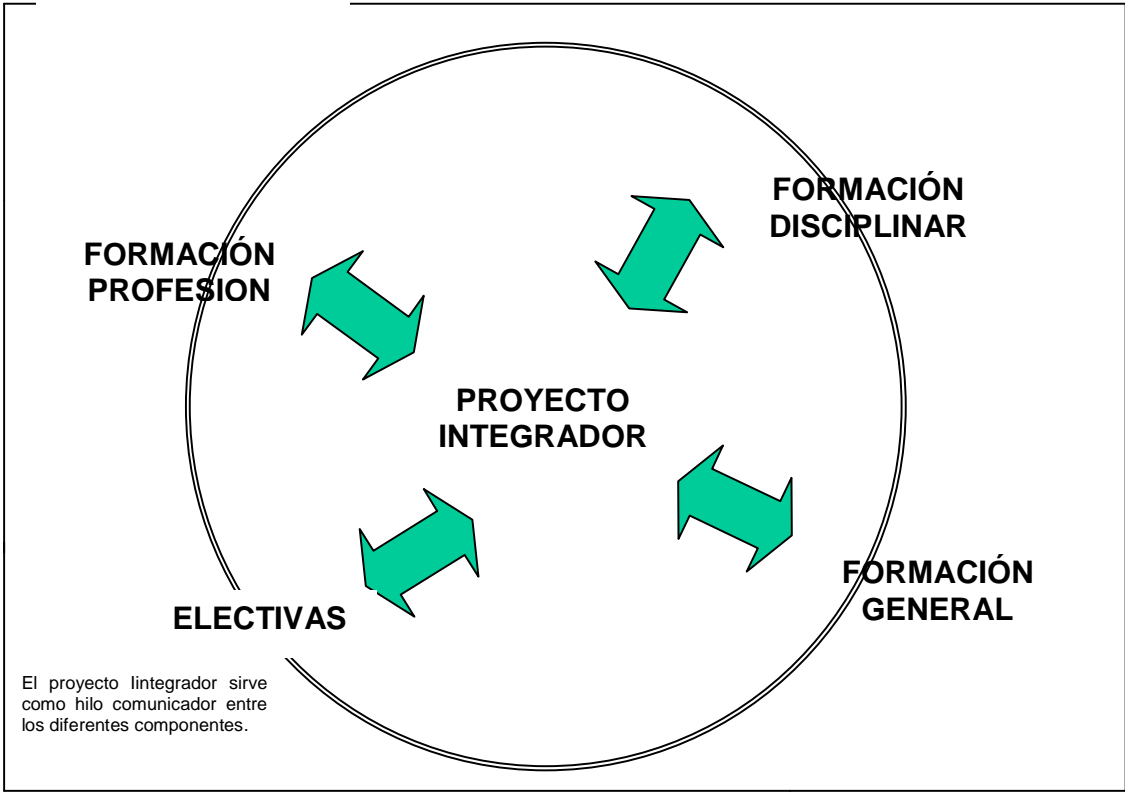 FORMACIÓN
DISCIPLINAR
FORMACIÓN
PROFESION
PROYECTO
INTEGRADOR
FORMACIÓN
GENERAL
ELECTIVAS
El proyecto Iintegrador sirve
como hilo comunicador entre
los diferentes componentes.